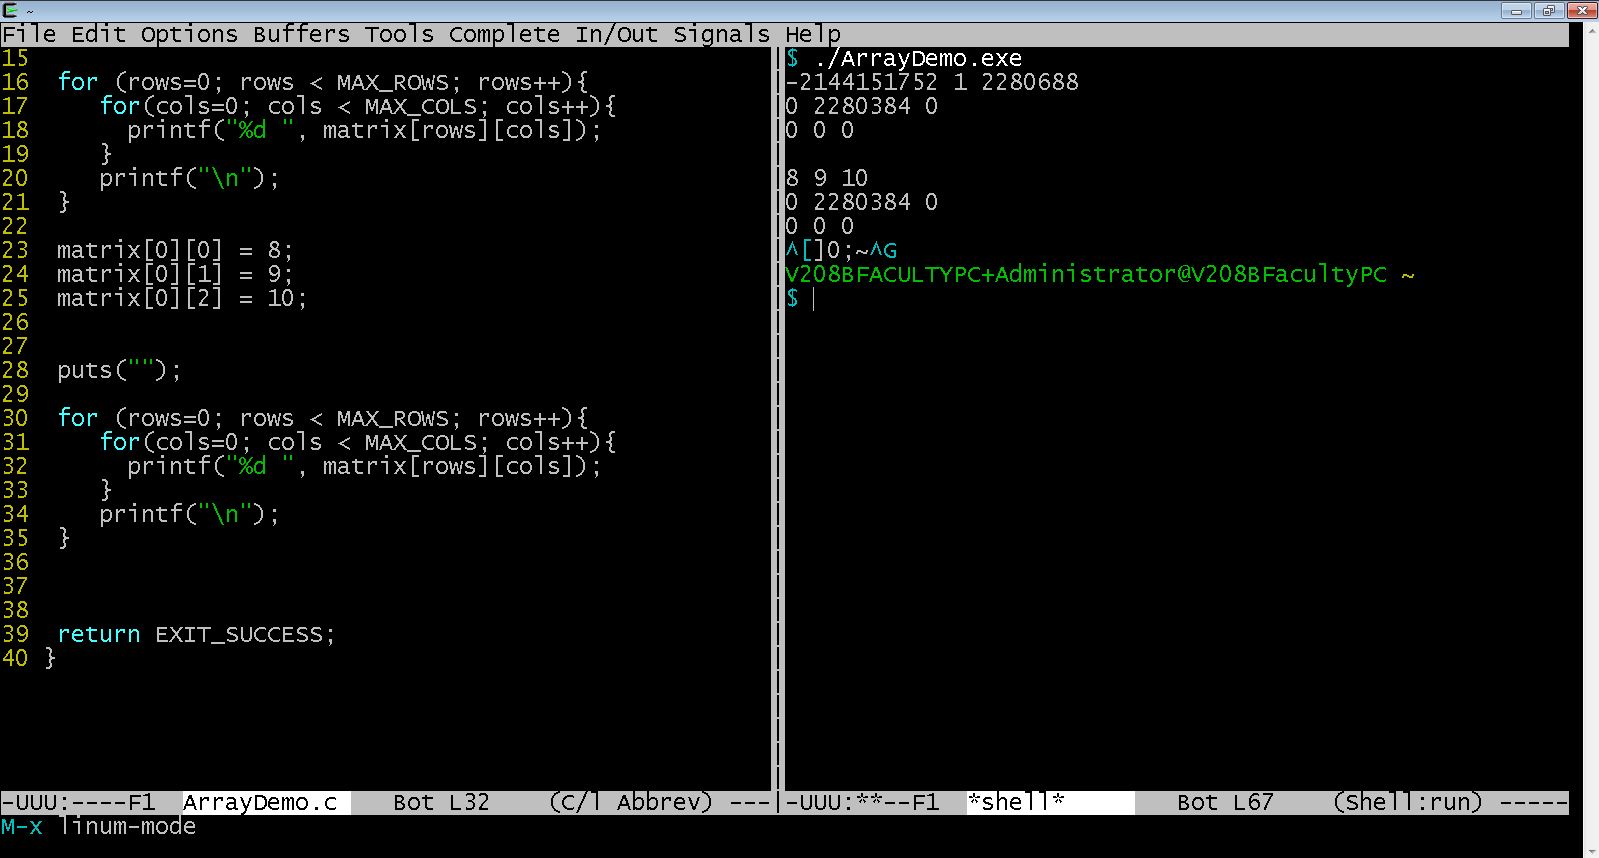 ~
File Edit Options Buffers Tools Complete In/Out Signals Help
15
16  for (rows=0; rows < MAX_ROWS; rows++){
17     for(cols=0; cols < MAX_COLS; cols++){
18       printf("%d ", matrix[rows][cols]);
19     }
20     printf("\n");
21  }
22
23  matrix[0][0] = 8;
24  matrix[0][1] = 9;
25  matrix[0][2] = 10;
26
27
28  puts("");
29
30  for (rows=0; rows < MAX_ROWS; rows++){
31     for(cols=0; cols < MAX_COLS; cols++){
32       printf("%d ", matrix[rows][cols]);
33     }
34     printf("\n");
35  }
36
37
38
39  return EXIT_SUCCESS;
40 }
-UUU:----F1  ArrayDemo.c    Bot L32    (C/l Abbrev) ---
$ ./ArrayDemo.exe
-2144151752 1 2280688
0 2280384 0
0 0 0
8 9 10
0 2280384 0
0 0 0
^[]0;~^G
V208BFACULTYPC+Administrator@V208BFacultyPC ~
$
-UUU:**--F1  *shell*        Bot L67    (Shell:run) -----
M-x linum-mode